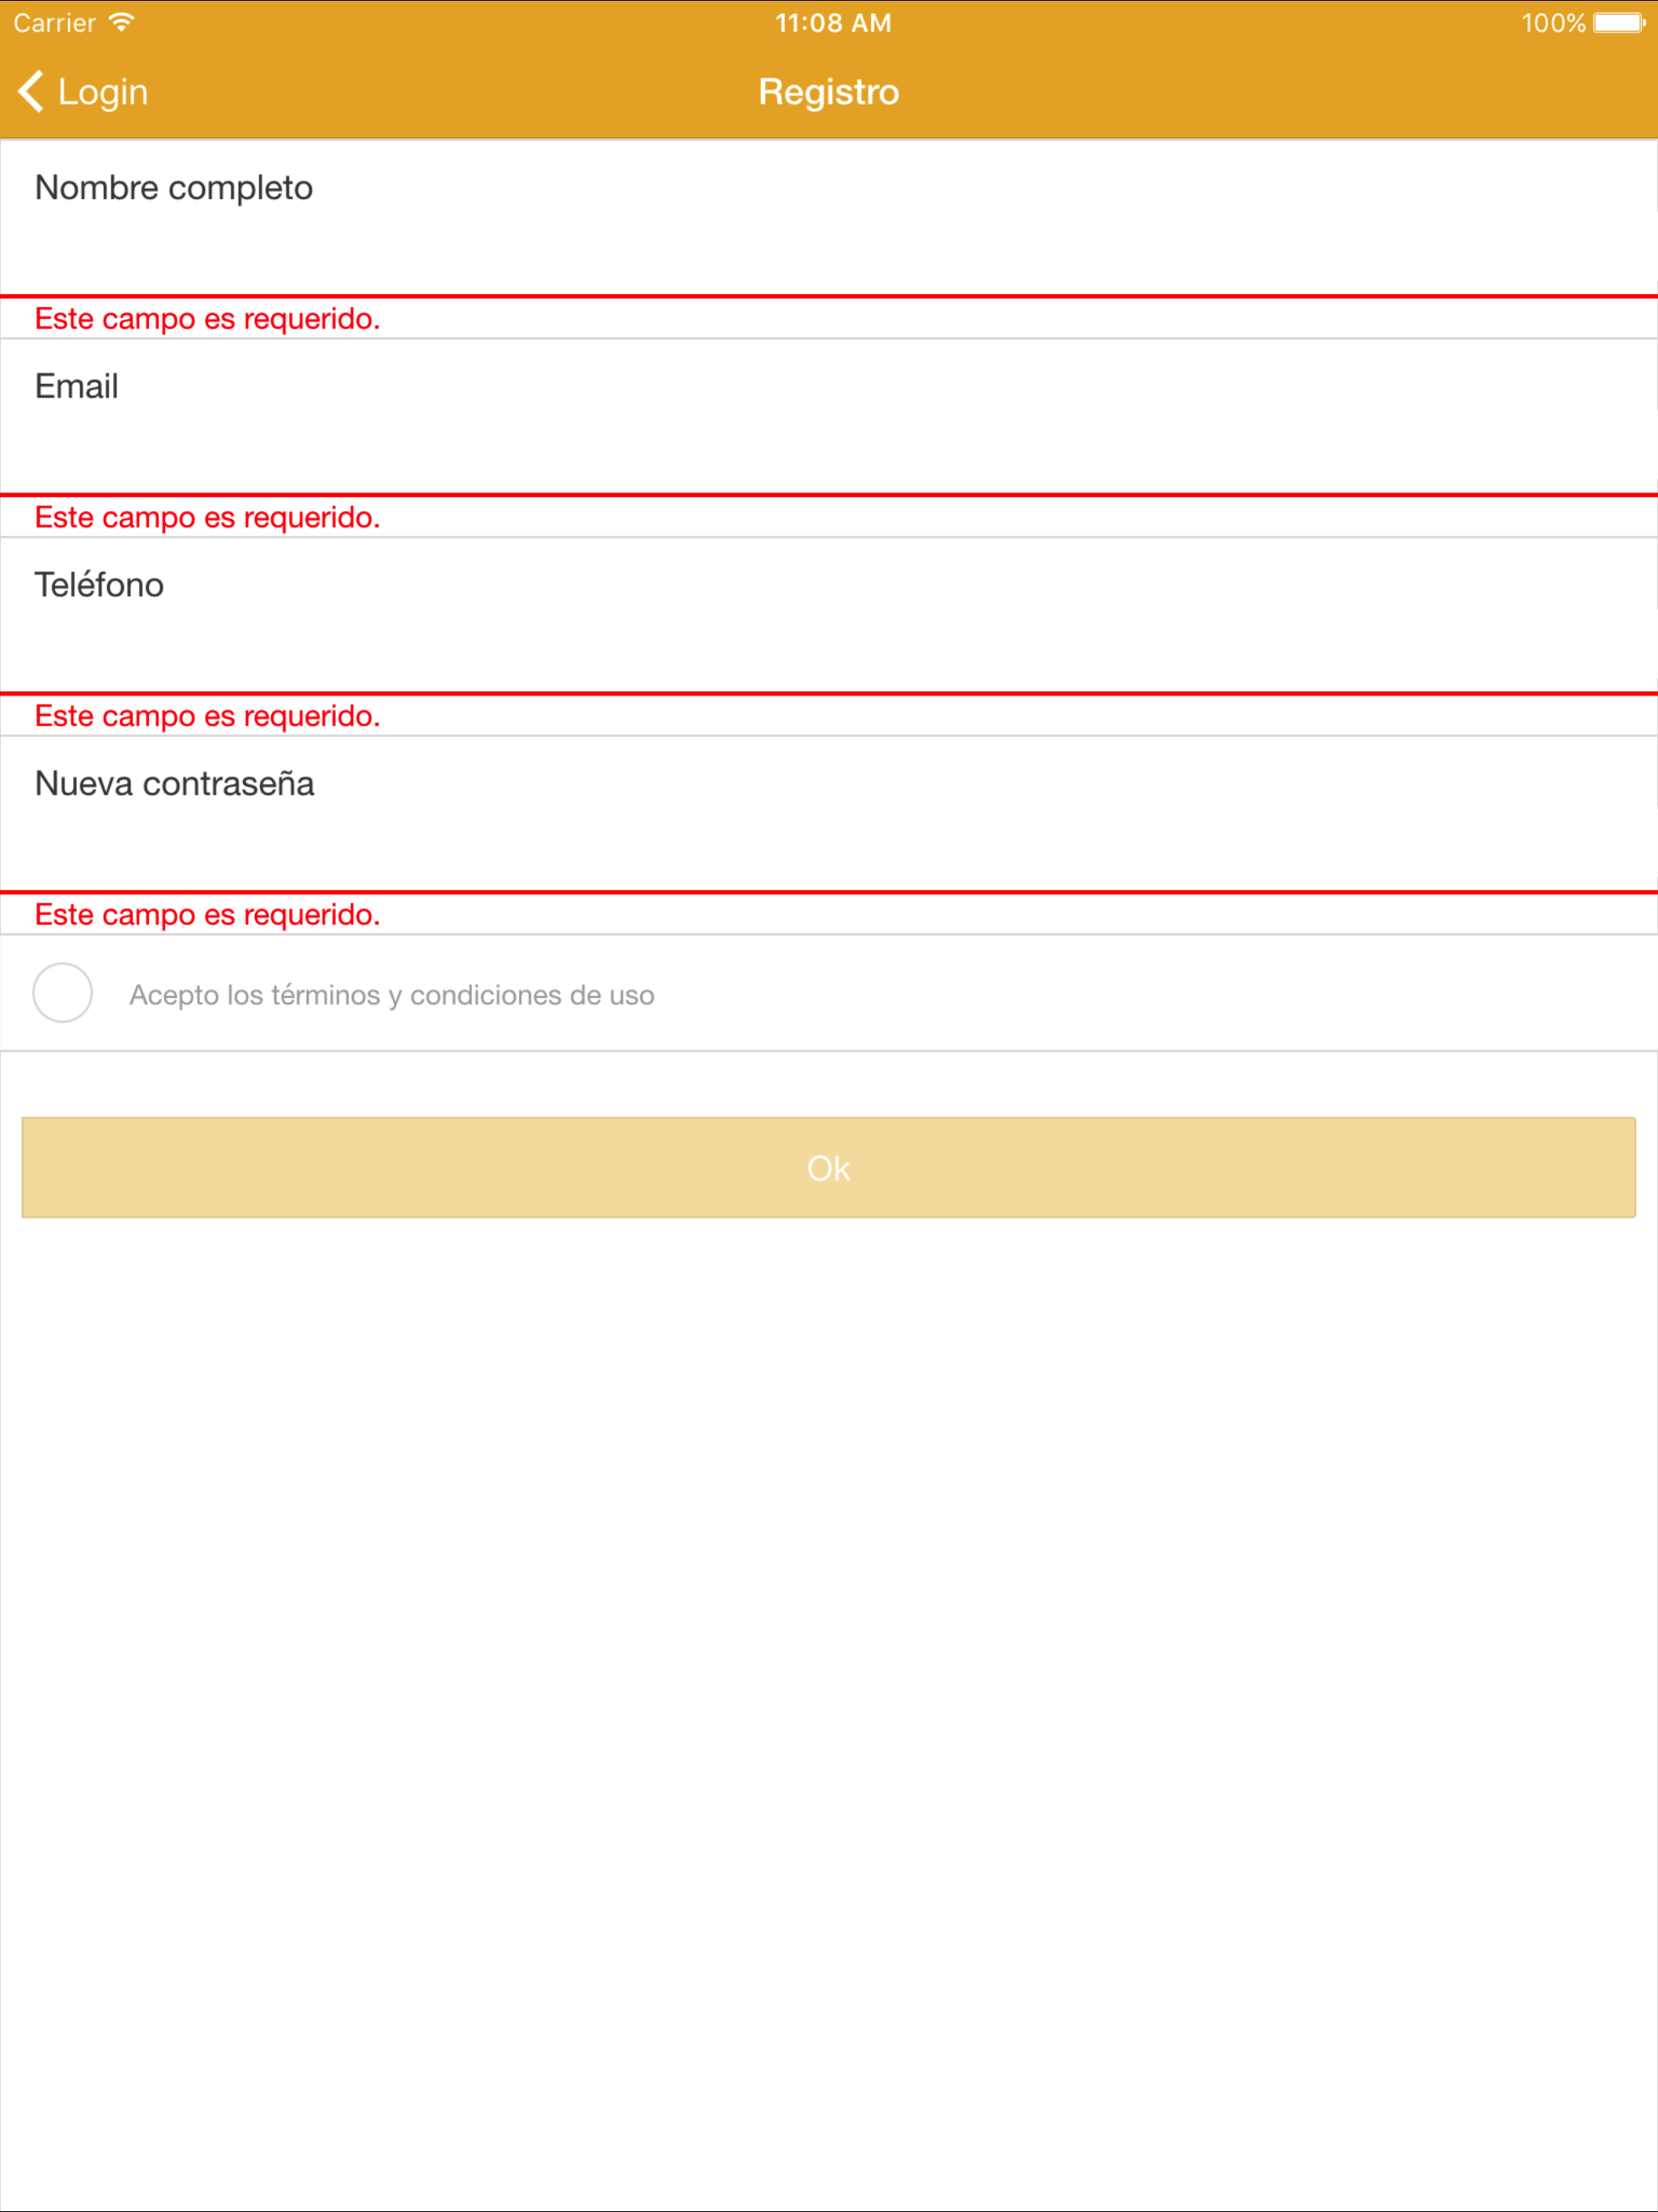 Carrier 11:08 AM 100%
Login Registro
Nombre completo
Este campo es requerido.
Email
Este campo es requerido.
Teléfono
Este campo es requerido.
Nueva contraseña
Este campo es requerido.
Acepto los términos y condiciones de uso
Ok